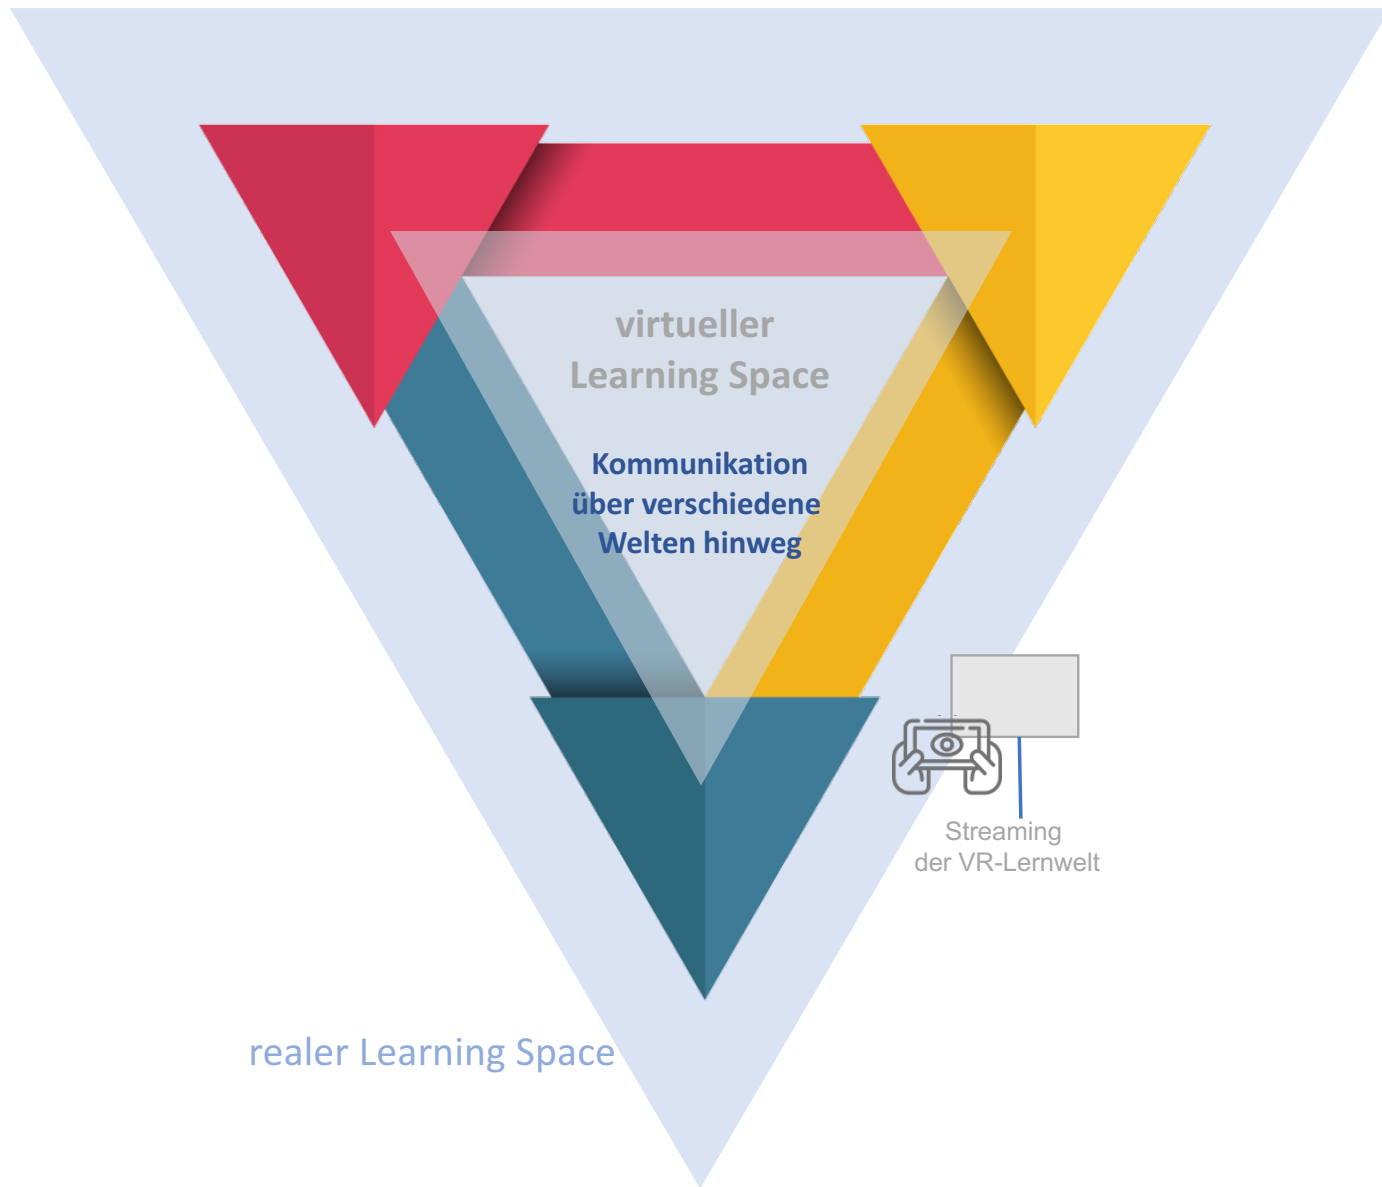 virtueller
Learning Space
Kommunikation
über verschiedene
Welten hinweg
Streaming
der VR-Lernwelt
realer Learning Space